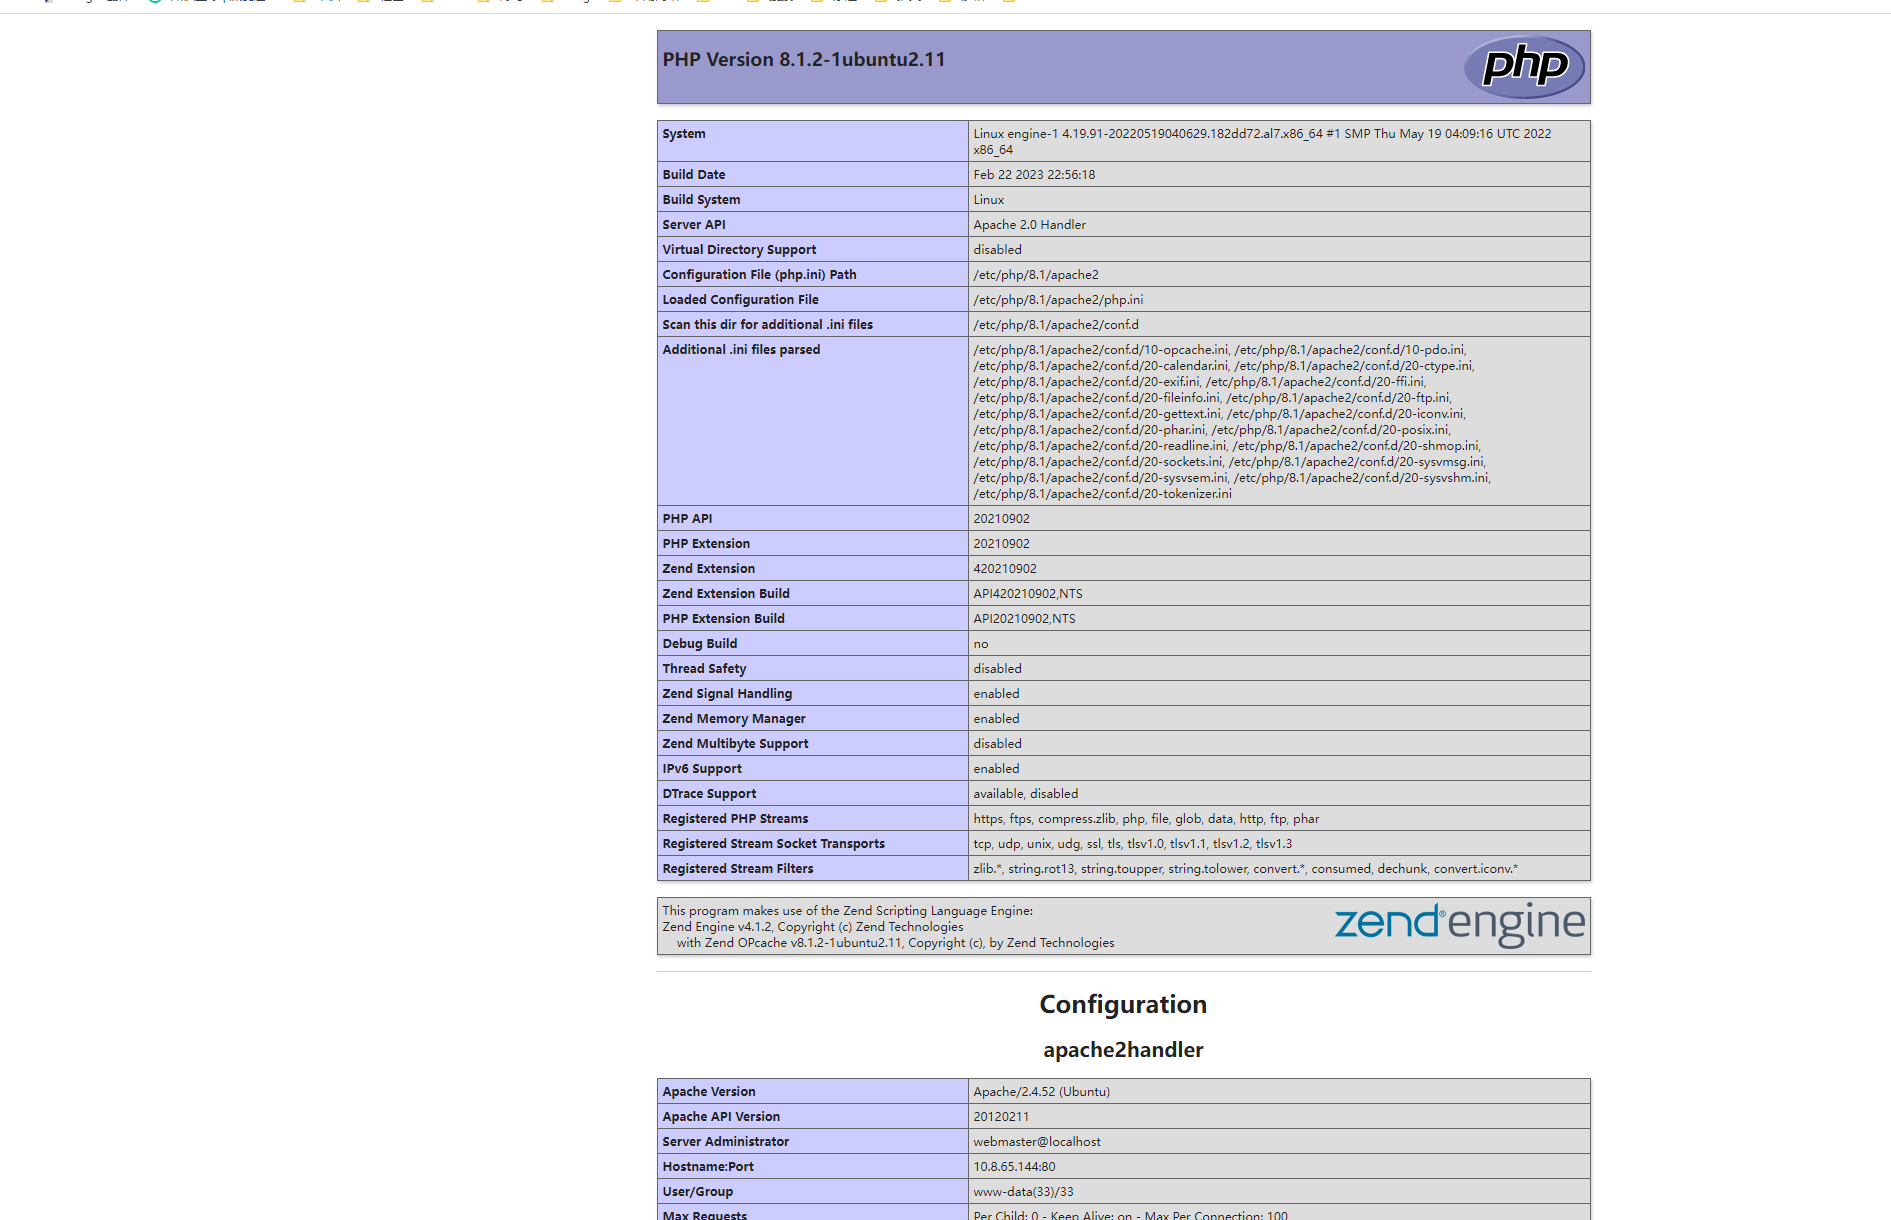 PHP Version 8.1.2-1ubuntu2.11
php
System
Linux engine-1 4.19.91-20220519040629.182dd72.al7.x86_64 #1 SMP Thu May 19 04:09:16 UTC 2022
x86_64
Build Date
Feb 22 2023 22:56:18
Build System
Linux
Server API
Apache 2.0 Handler
Virtual Directory Support
disabled
Configuration File (php.ini) Path
/etc/php/8.1/apache2
Loaded Configuration File
/etc/php/8.1/apache2/php.ini
Scan this dir for additional .ini files
/etc/php/8.1/apache2/conf.d
Additional .ini files parsed
/etc/php/8.1/apache2/conf.d/10-opcache.ini, /etc/php/8.1/apache2/conf.d/10-pdo.ini,
/etc/php/8.1/apache2/conf.d/20-calendar.ini, /etc/php/8.1/apache2/conf.d/20-ctype.ini,
/etc/php/8.1/apache2/conf.d/20-exif.ini, /etc/php/8.1/apache2/conf.d/20-ffi.ini,
/etc/php/8.1/apache2/conf.d/20-fileinfo.ini, /etc/php/8.1/apache2/conf.d/20-ftp.ini,
/etc/php/8.1/apache2/conf.d/20-gettext.ini, /etc/php/8.1/apache2/conf.d/20-iconv.ini,
/etc/php/8.1/apache2/conf.d/20-phar.ini, /etc/php/8.1/apache2/conf.d/20-posix.ini,
/etc/php/8.1/apache2/conf.d/20-readline.ini, /etc/php/8.1/apache2/conf.d/20-shmop.ini,
/etc/php/8.1/apache2/conf.d/20-sockets.ini, /etc/php/8.1/apache2/conf.d/20-sysvmsg.ini,
/etc/php/8.1/apache2/conf.d/20-sysvsem.ini, /etc/php/8.1/apache2/conf.d/20-sysvshm.ini,
/etc/php/8.1/apache2/conf.d/20-tokenizer.ini
PHP API
20210902
PHP Extension
20210902
Zend Extension
420210902
Zend Extension Build
API420210902,NTS
PHP Extension Build
API20210902,NTS
Debug Build
no
Thread Safety
disabled
Zend Signal Handling
enabled
Zend Memory Manager
enabled
Zend Multibyte Support
disabled
IPv6 Support
enabled
DTrace Support
available, disabled
Registered PHP Streams
https, ftps, compress.zlib, php, file, glob, data, http, ftp, phar
Registered Stream Socket Transports
tcp, udp, unix, udg, ssl, tls, tlsv1.0, tlsv1.1, tlsv1.2, tlsv1.3
Registered Stream Filters
zlib.*, string.rot13, string.toupper, string.tolower, convert.*, consumed, dechunk, convert.iconv.*
This program makes use of the Zend Scripting Language Engine:
Zend Engine v4.1.2, Copyright (c) Zend Technologies
with Zend OPcache v8.1.2-1ubuntu2.11, Copyright (c), by Zend Technologies
zend® engine
Configuration
apache2handler
Apache Version
Apache/2.4.52 (Ubuntu)
Apache API Version
20120211
Server Administrator
webmaster@localhost
Hostname:Port
10.8.65.144:80
User/Group
www-data(33)/33
Max Requests
Per Child: 0 - Keep Alive: on - Max Per Connection: 100